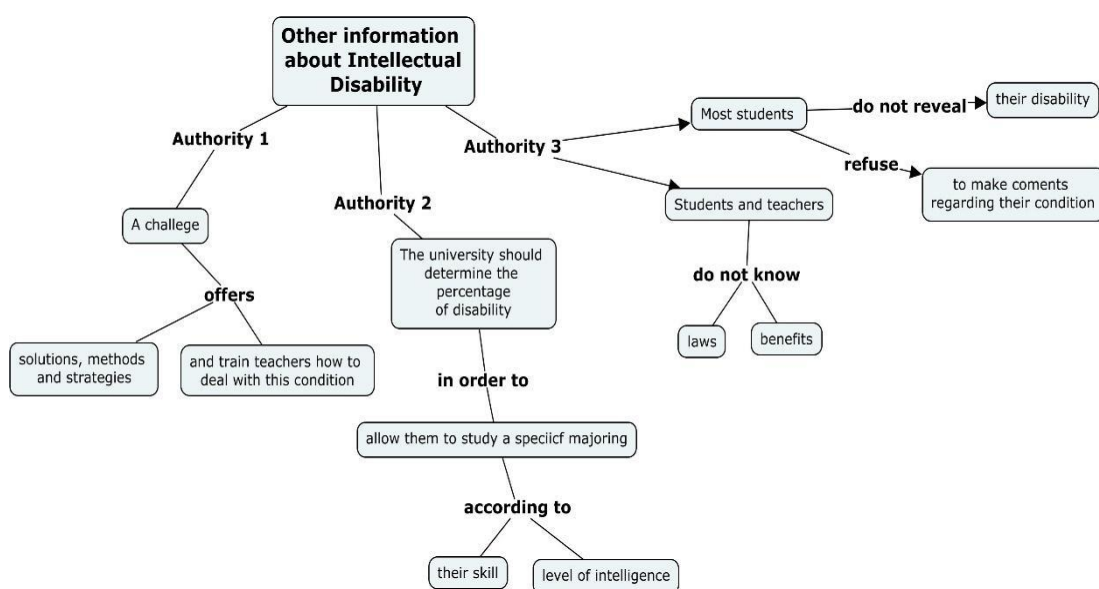 Other information
about Intellectual
Disability
Authority 1
A challege
offers
solutions, methods
and strategies
and train teachers how to
deal with this condition
Authority 2
The university should
determine the
percentage
of disability
in order to
allow them to study a speciicf majoring
according to
their skill
level of intelligence
Authority 3
Most students
do not reveal
their disability
refuse
to make coments
regarding their condition
Students and teachers
do not know
laws
benefits